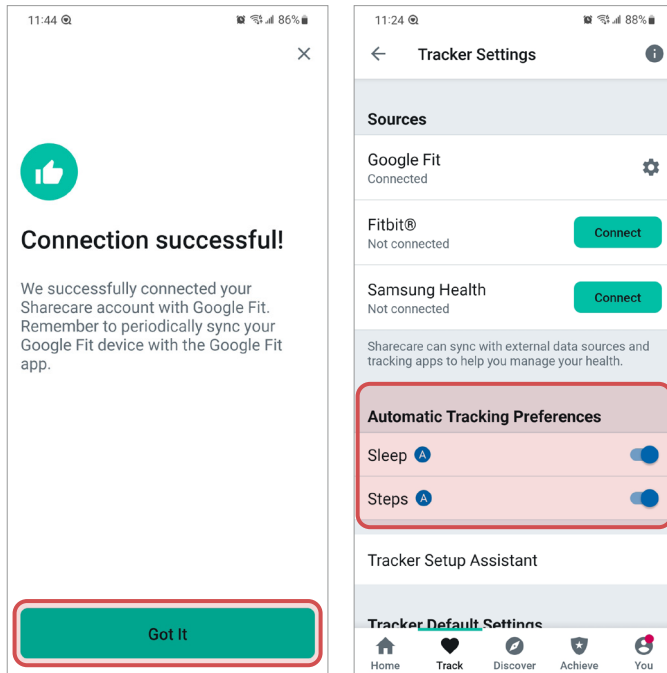 11:44
86%
Connection successful!
We successfully connected your
Sharecare account with Google Fit.
Remember to periodically sync your
Google Fit device with the Google Fit
app.
Got It
11:24
88%
Tracker Settings
Sources
Google Fit
Connected
Fitbit®
Not connected
Connect
Samsung Health
Not connected
Connect
Sharecare can sync with external data sources and
tracking apps to help you manage your health.
Automatic Tracking Preferences
Sleep A
Steps A
Tracker Setup Assistant
Tracker Default Settings
Home Track Discover Achieve You